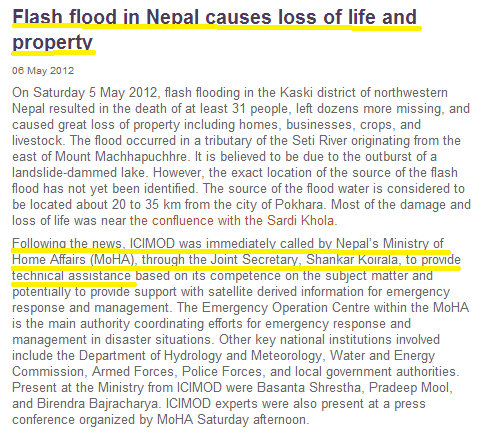 Flash flood in Nepal causes loss of life and
property
06 May 2012
On Saturday 5 May 2012, flash flooding in the Kaski district of northwestern
Nepal resulted in the death of at least 31 people, left dozens more missing, and
caused great loss of property including homes, businesses, crops, and
livestock. The flood occurred in a tributary of the Seti River originating from the
east of Mount Machhapuchhre. It is believed to be due to the outburst of a
landslide-dammed lake. However, the exact location of the source of the flash
flood has not yet been identified. The source of the flood water is considered to
be located about 20 to 35 km from the city of Pokhara. Most of the damage and
loss of life was near the confluence with the Sardi Khola.
Following the news, ICIMOD was immediately called by Nepal's Ministry of
Home Affairs (MoHA), through the Joint Secretary, Shankar Koirala, to provide
technical assistance based on its competence on the subject matter and
potentially to provide support with satellite derived information for emergency
response and management. The Emergency Operation Centre within the MoHA
is the main authority coordinating efforts for emergency response and
management in disaster situations. Other key national institutions involved
include the Department of Hydrology and Meteorology, Water and Energy
Commission, Armed Forces, Police Forces, and local government authorities.
Present at the Ministry from ICIMOD were Basanta Shrestha, Pradeep Mool,
and Birendra Bajracharya. ICIMOD experts were also present at a press
conference organized by MoHA Saturday afternoon.